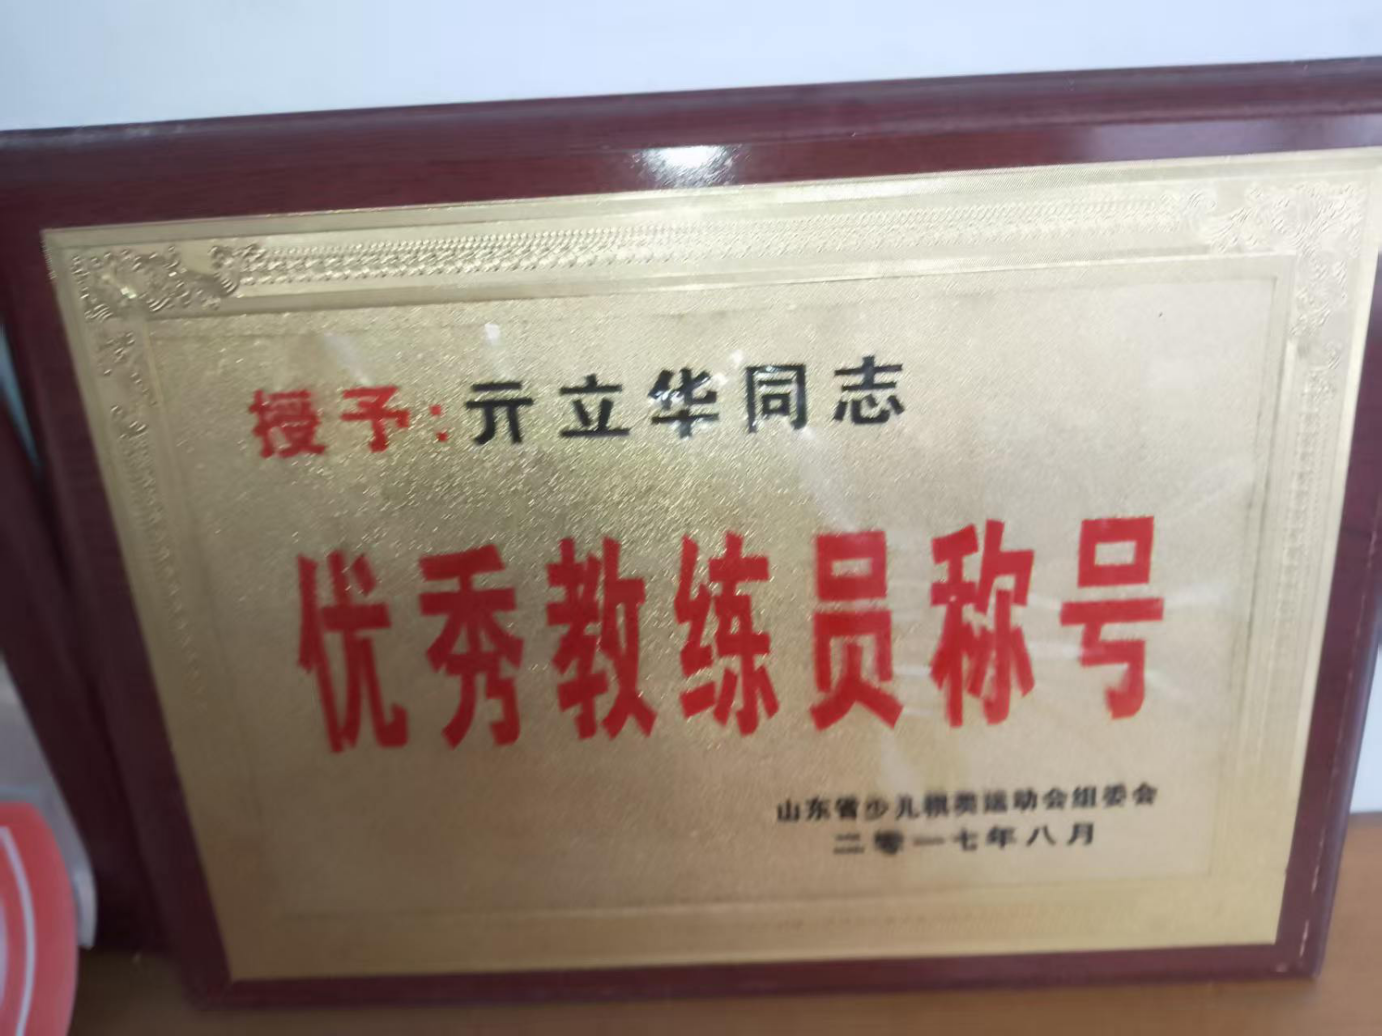 授予:亓立华同志
优秀教练员称号
山东省少儿棋类运动会组委会
二零一七年八月